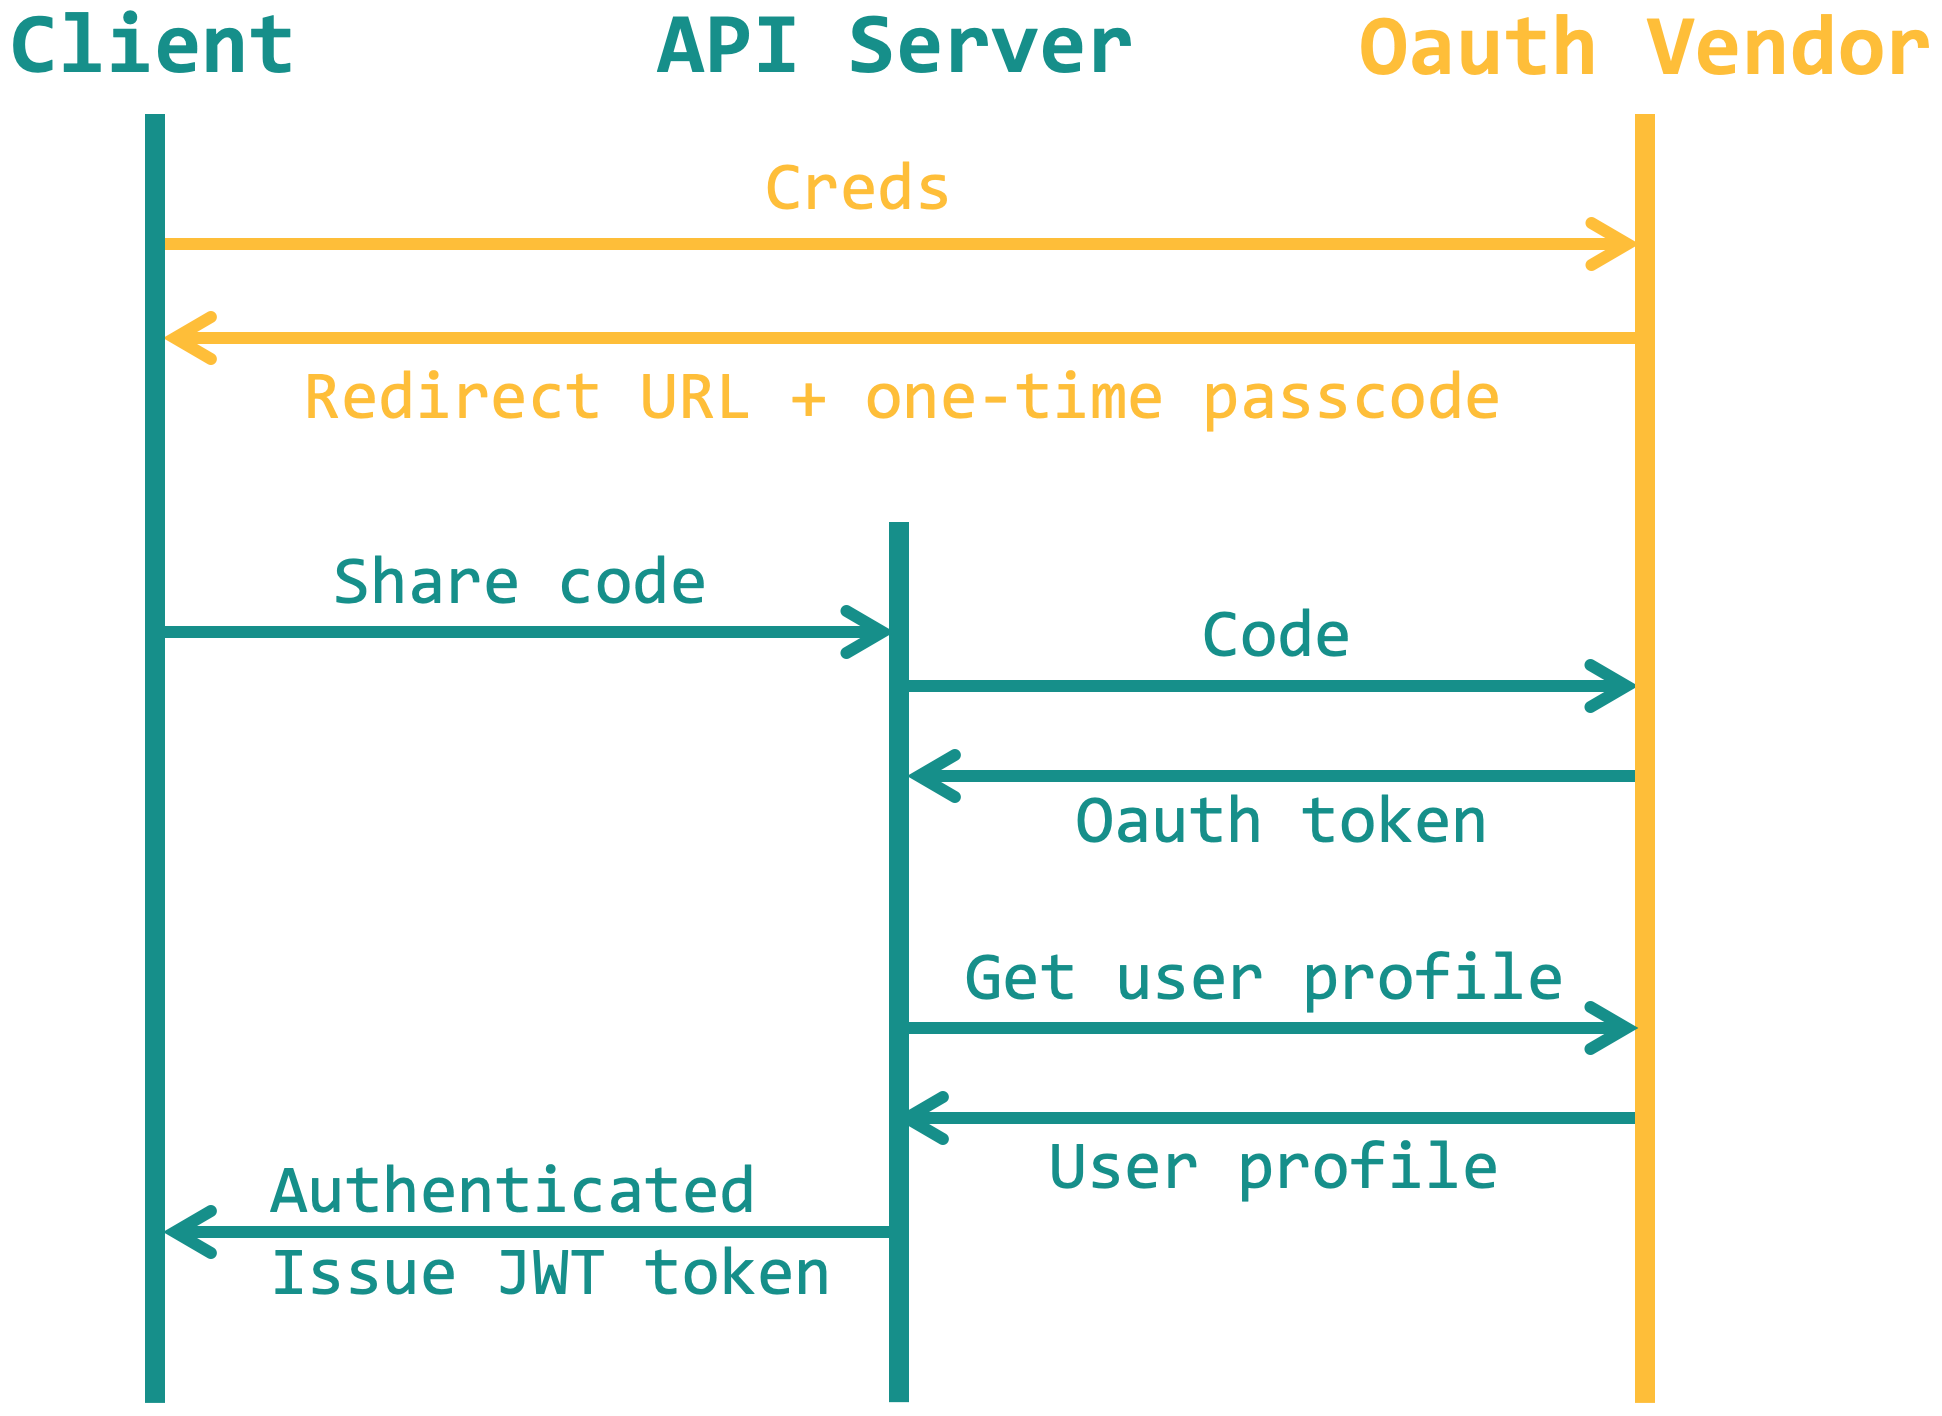 Client
API Server
Oauth Vendor
Creds
Redirect URL + one-time passcode
Share code
Code
Oauth token
Get user profile
User profile
Authenticated
Issue JWT token